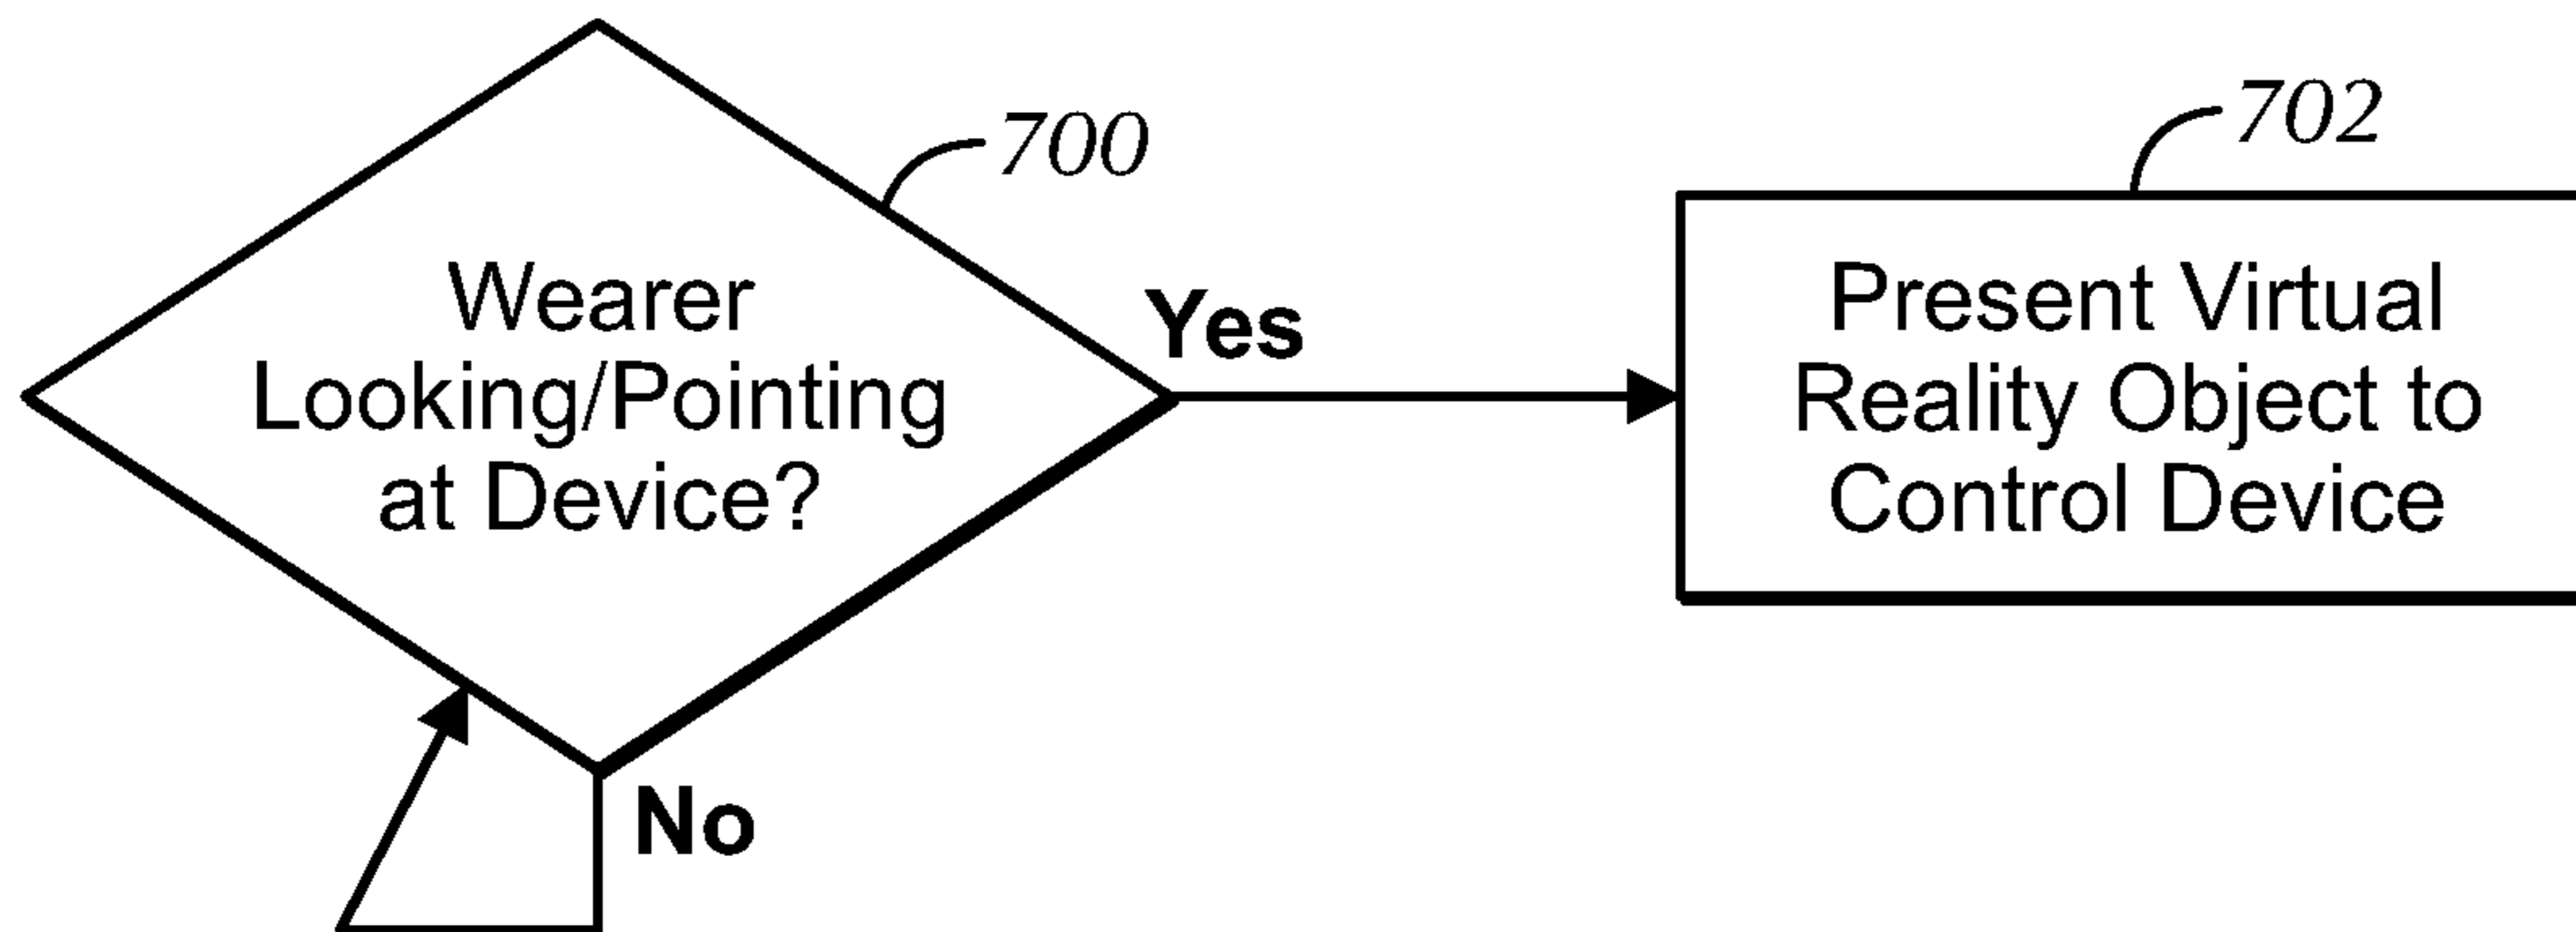 700
Wearer
Looking/Pointing
at Device?
Yes
No
702
Present Virtual
Reality Object to
Control Device